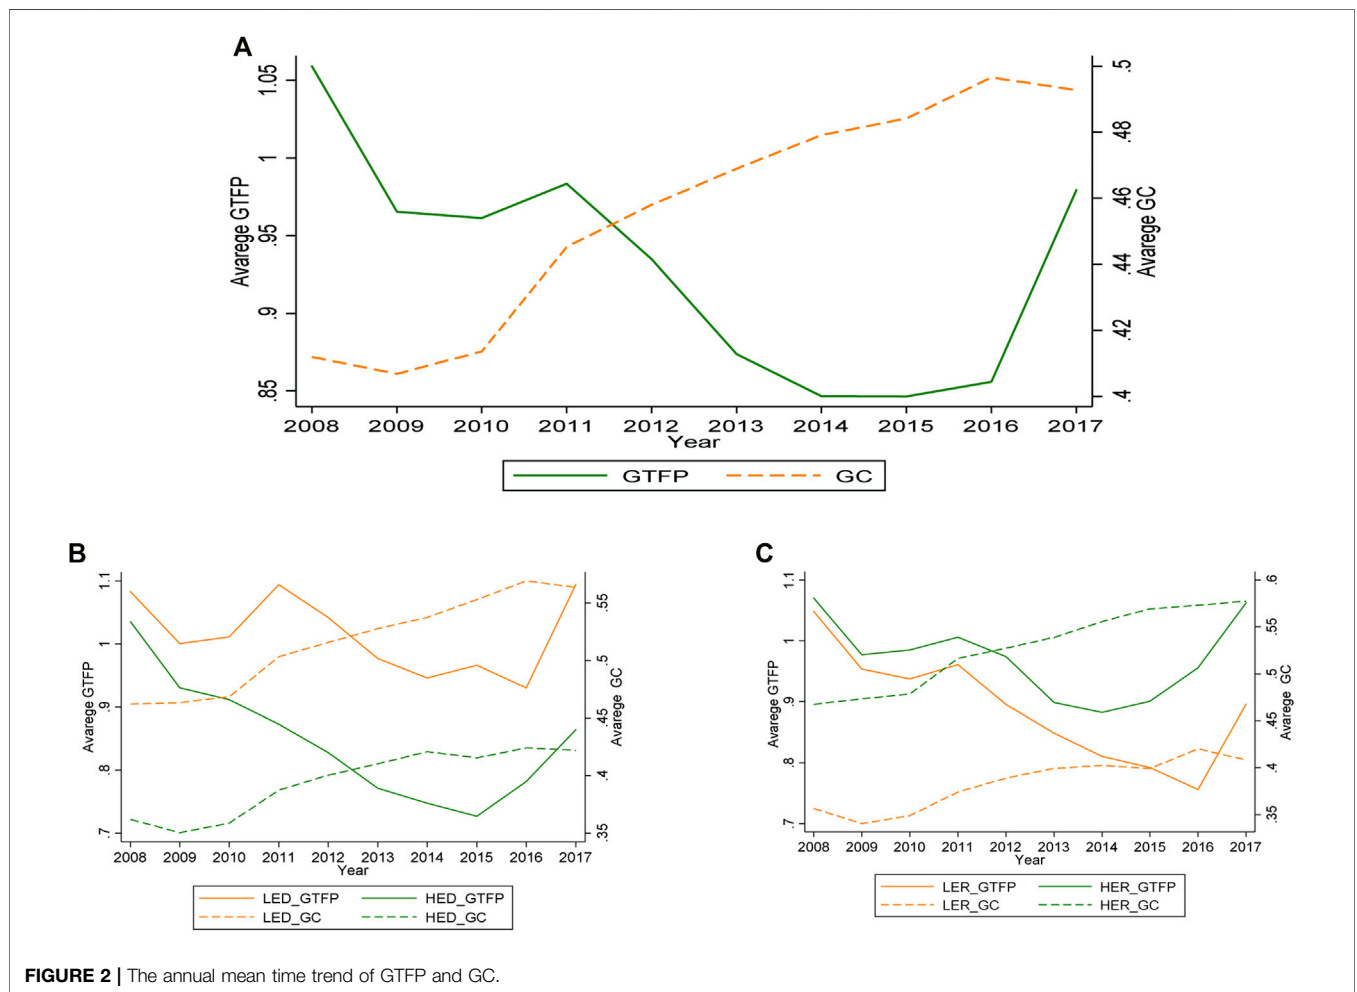 A
Avarege GTFP
1.05
1
.95
.9
.85
Avarege GC
.5
.48
.46
.44
.42
.4
2008 2009 2010 2011 2012 2013 2014 2015 2016 2017
Year
GTFP GC
B
Avarege GTFP
1.1
1
.9
.8
.7
Avarege GC
.55
.5
.45
.4
.35
2008 2009 2010 2011 2012 2013 2014 2015 2016 2017
Year
LED_GTFP HED_GTFP
LED_GC HED_GC
C
Avarege GTFP
1.1
1
.9
.8
.7
Avarege GC
.6
.55
.5
.45
.4
.35
2008 2009 2010 2011 2012 2013 2014 2015 2016 2017
Year
LER_GTFP HER_GTFP
LER_GC HER_GC
FIGURE 2 | The annual mean time trend of GTFP and GC.